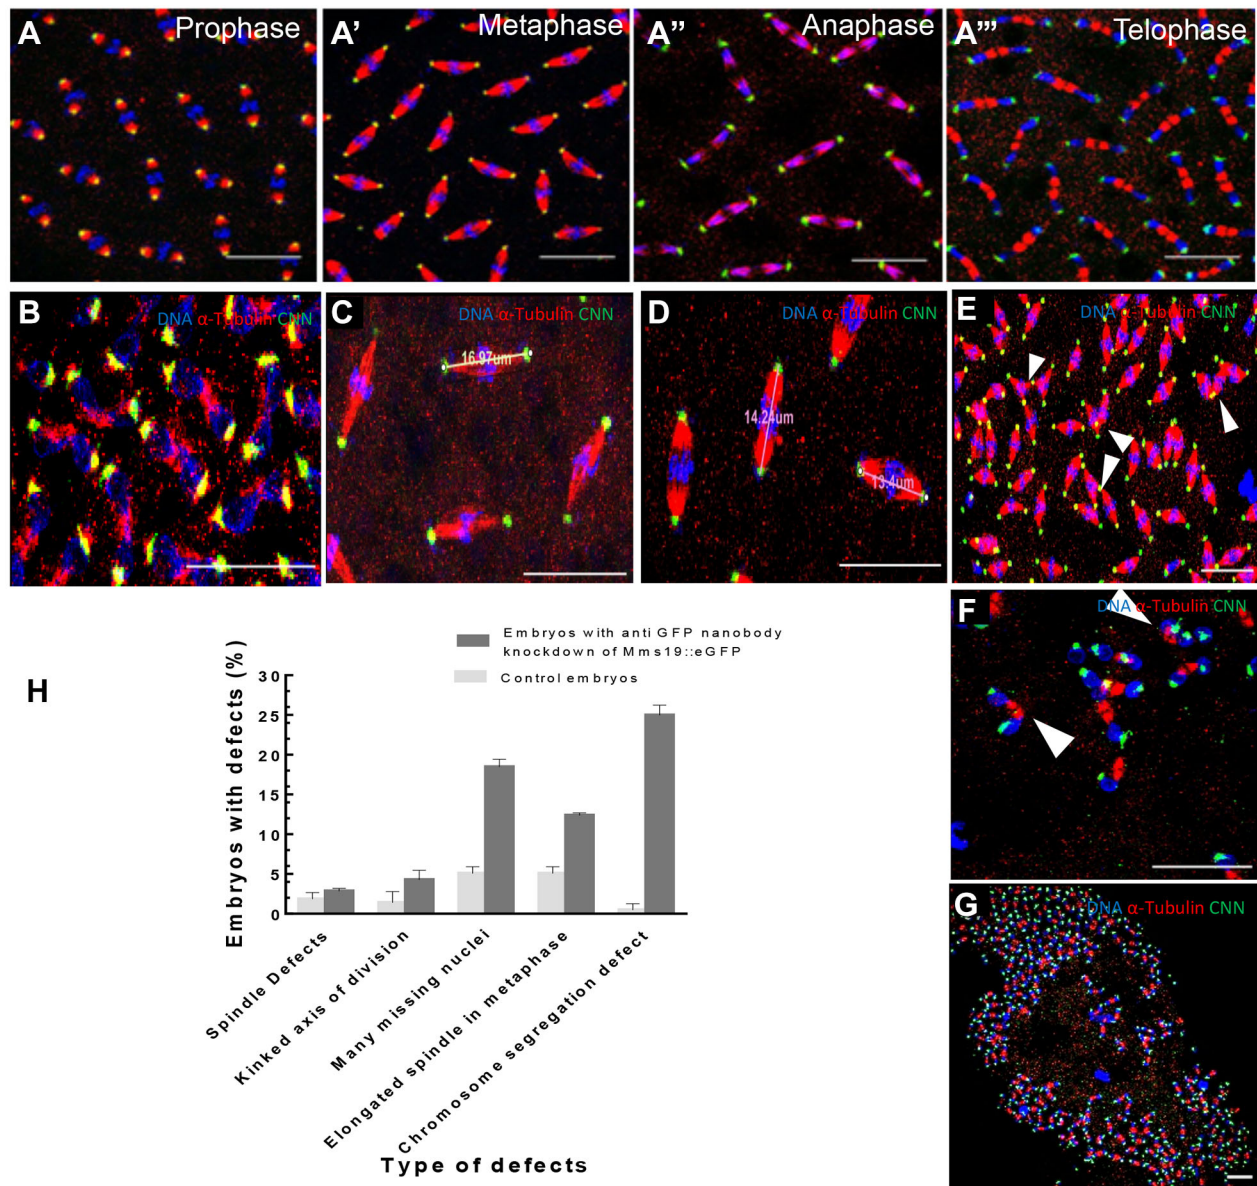 A Prophase
A' Metaphase
A'' Anaphase
A''' Telophase
B
DNA α-Tubulin CNN
C
DNA α-Tubulin CNN
16.97um
D
DNA α-Tubulin CNN
14.24um
13.4um
E
DNA α-Tubulin CNN
F
DNA α-Tubulin CNN
G
DNA α-Tubulin CNN
H
Embryos with anti GFP nanobody
knockdown of Mms19::eGFP
Control embryos
Embryos with defects (%)
30
25
20
15
10
5
0
Spindle Defects
Kinked axis of division
Many missing nuclei
Elongated spindle in metaphase
Chromosome segregation defect
Type of defects